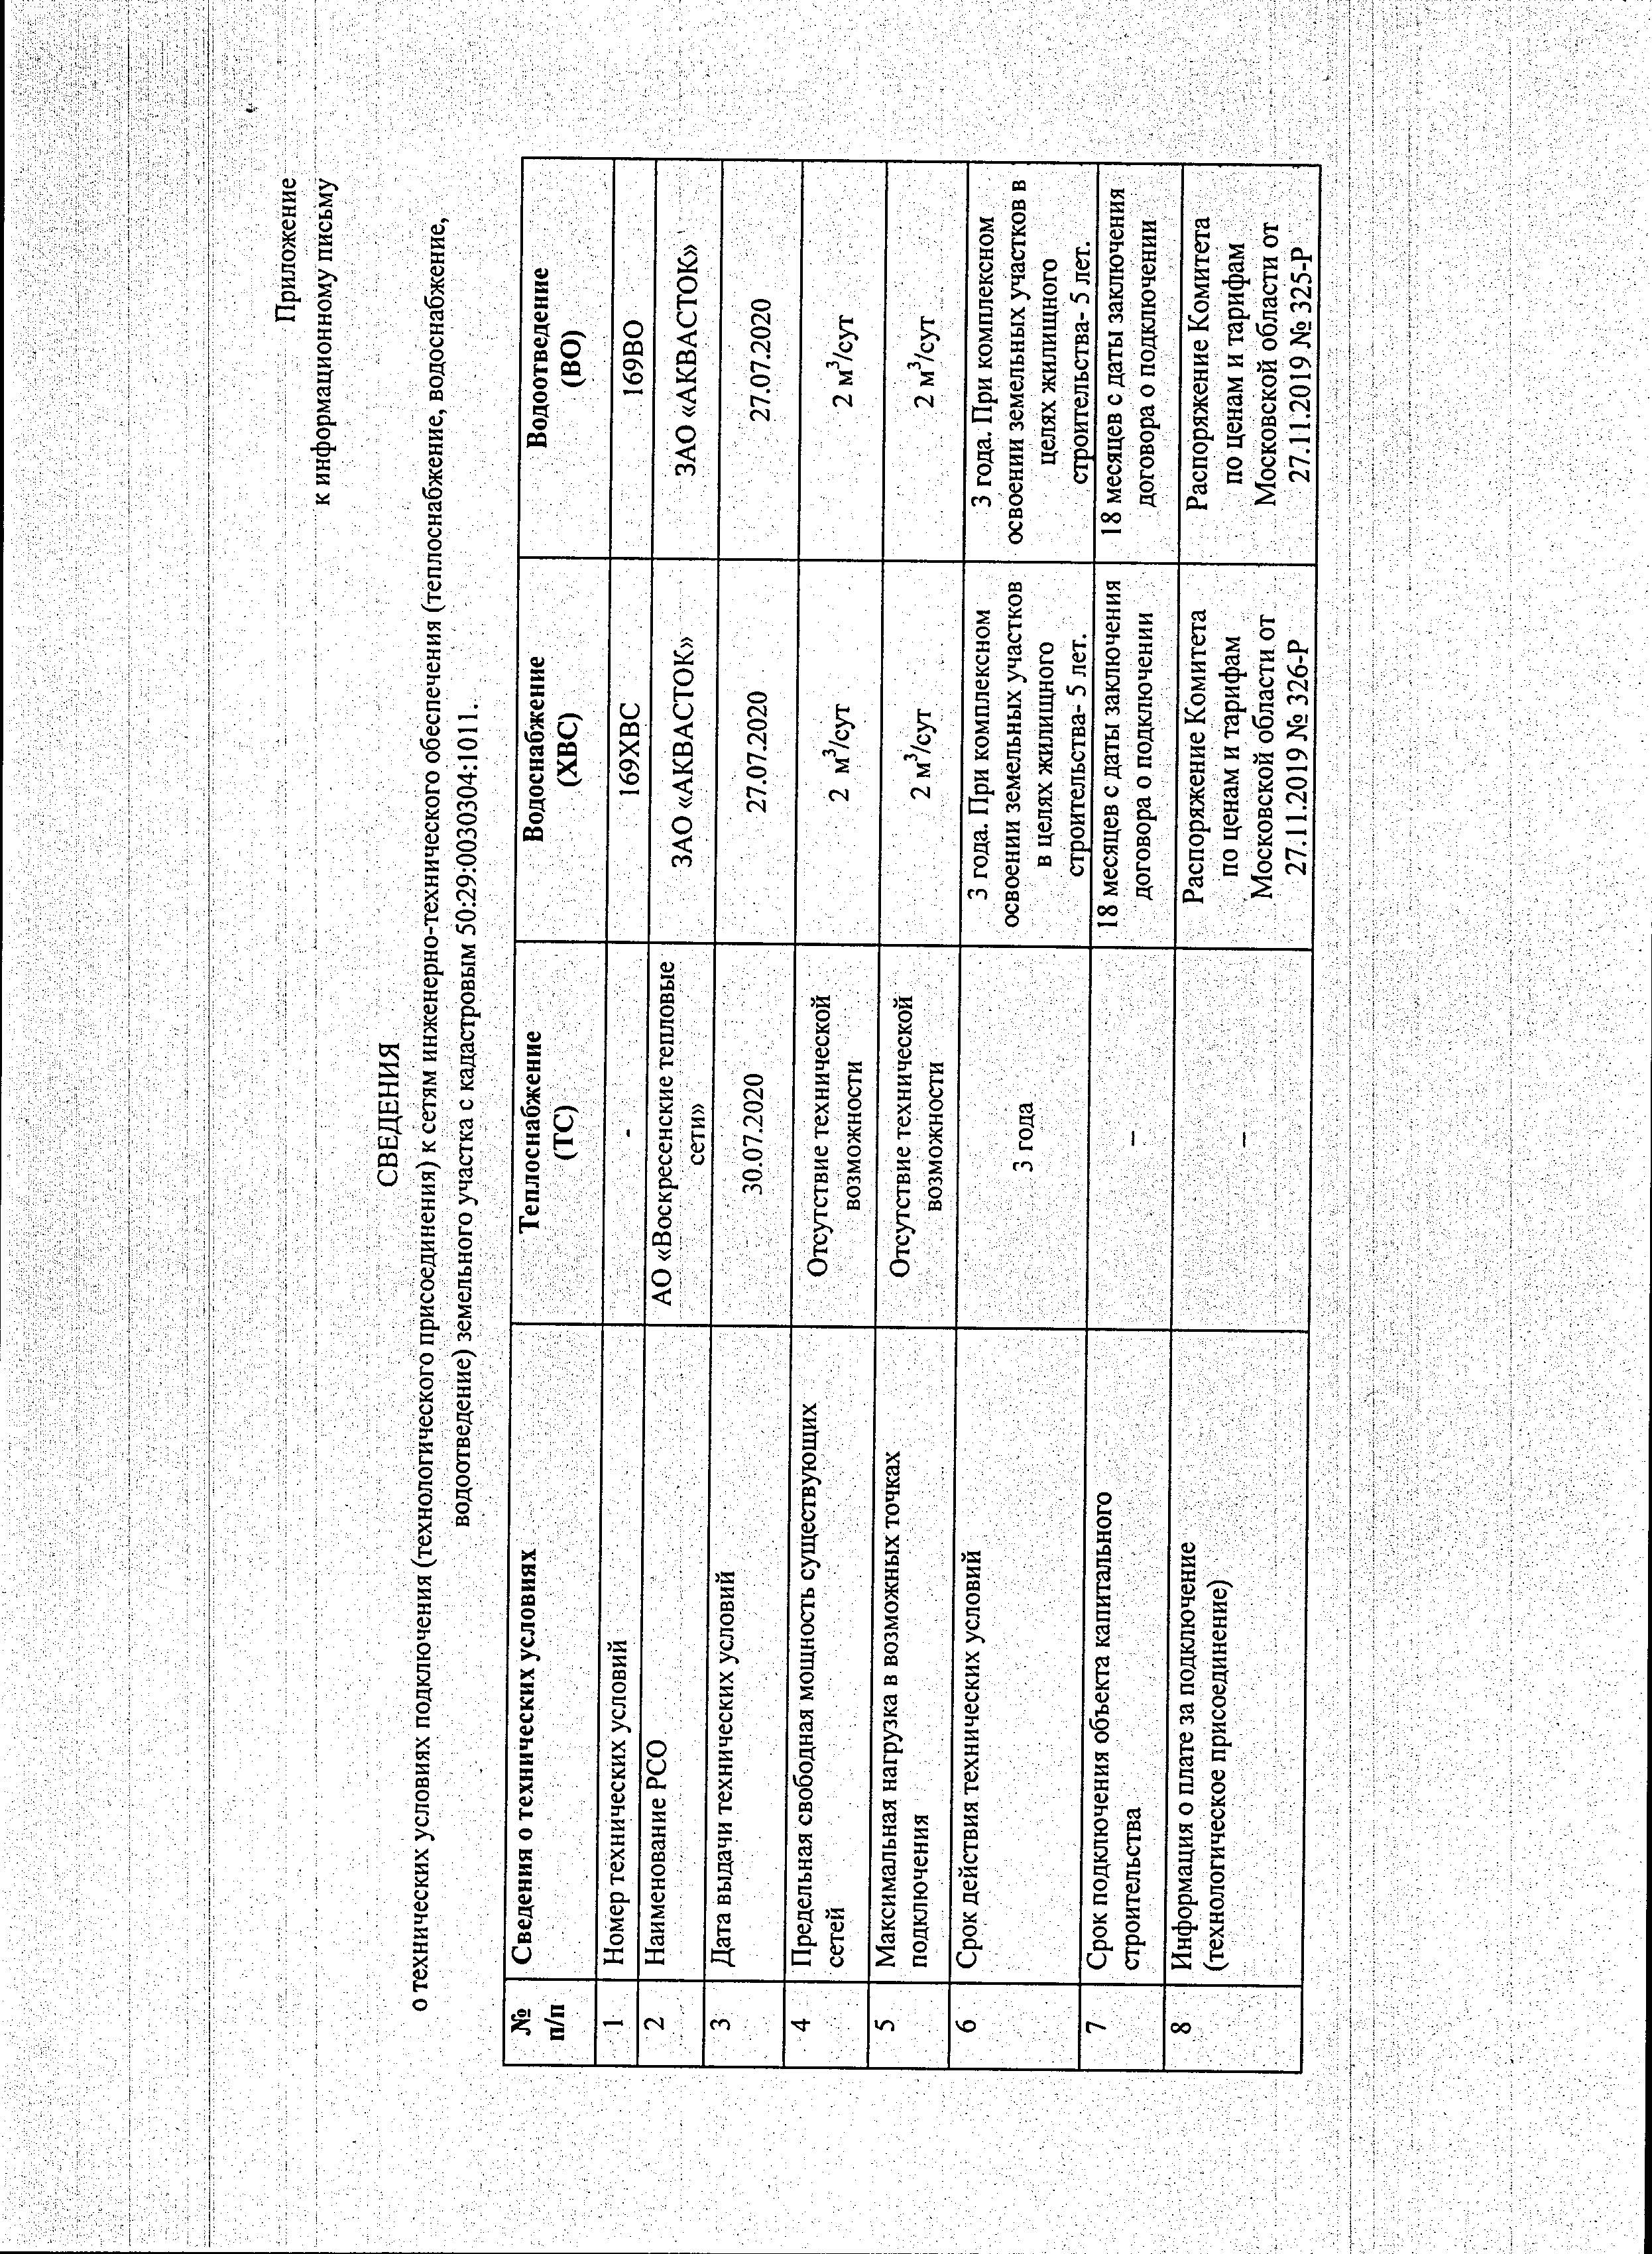 Приложение
к информационному письму
СВЕДЕНИЯ
о технических условиях подключения (технологического присоединения) к сетям инженерно-технического обеспечения (теплоснабжение, водоснабжение,
водоотведение) земельного участка с кадастровым 50:29:0030304:1011.
№
п/п
Сведения о технических условиях
Теплоснабжение
(ТС)
Водоснабжение
(ХВС)
Водоотведение
(ВО)
1
Номер технических условий
-
169ХВС
169ВО
2
Наименование РСО
АО «Воскресенские тепловые
сети»
ЗАО «АКВАСТОК»
ЗАО «АКВАСТОК»
3
Дата выдачи технических условий
30.07.2020
27.07.2020
27.07.2020
4
Предельная свободная мощность существующих
сетей
Отсутствие технической
возможности
2 м³/сут
2 м³/сут
5
Максимальная нагрузка в возможных точках
подключения
Отсутствие технической
возможности
2 м³/сут
2 м³/сут
6
Срок действия технических условий
3 года
3 года. При комплексном
освоении земельных участков
в целях жилищного
строительства- 5 лет.
3 года. При комплексном
освоении земельных участков в
целях жилищного
строительства- 5 лет.
7
Срок подключения объекта капитального
строительства
–
18 месяцев с даты заключения
договора о подключении
18 месяцев с даты заключения
договора о подключении
8
Информация о плате за подключение
(технологическое присоединение)
–
Распоряжение Комитета
по ценам и тарифам
Московской области от
27.11.2019 № 326-Р
Распоряжение Комитета
по ценам и тарифам
Московской области от
27.11.2019 № 325-Р